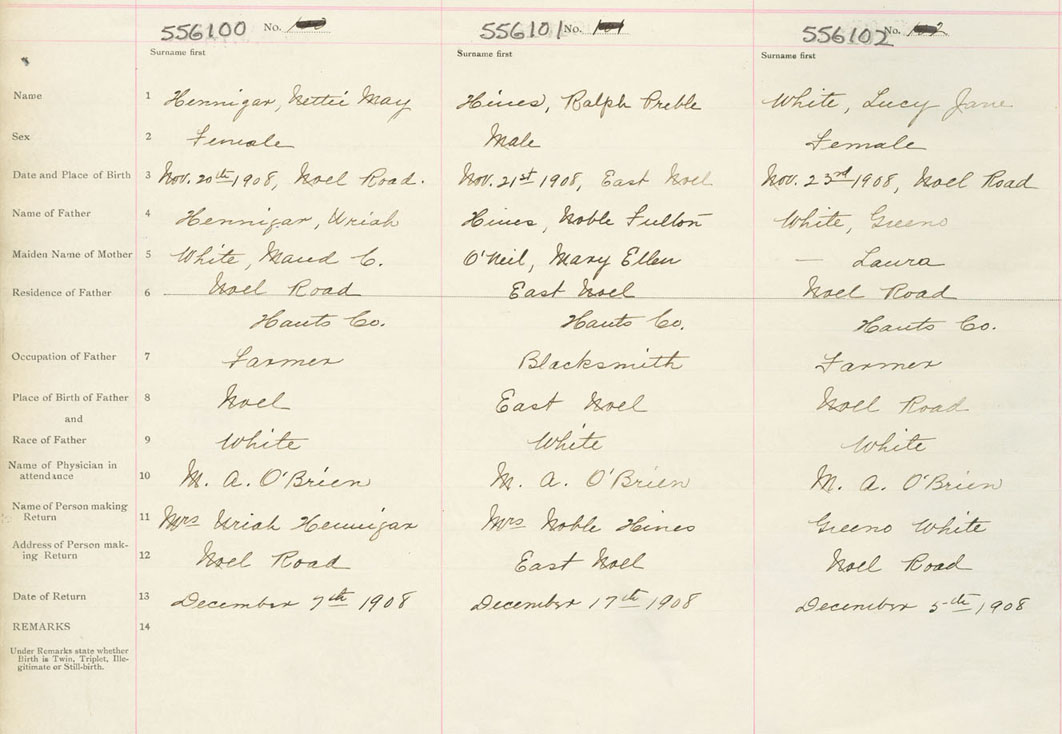 556100 No. 556101 No. 556102 No.
Surname first Surname first Surname first
Name 1 Hennigar, Nettie May Hines, Ralph Preble White, Lucy Jane
Sex 2 Female Male Female
Date and Place of Birth 3 Nov. 20th 1908, Noel Road. Nov. 21st 1908, East Noel Nov. 23rd 1908, Noel Road
Name of Father 4 Hennigar, Uriah Hines, Noble Fulton White, Greeno
Maiden Name of Mother 5 White, Maud C. O'Neil, Mary Ellen — Laura
Residence of Father 6 Noel Road East Noel Noel Road
Hants Co. Hants Co. Hants Co.
Occupation of Father 7 Farmer Blacksmith Farmer
Place of Birth of Father 8 Noel East Noel Noel Road
and
Race of Father 9 White White White
Name of Physician in
attendance 10 M. A. O'Brien M. A. O'Brien M. A. O'Brien
Name of Person making
Return 11 Mrs Uriah Hennigar Mrs Noble Hines Greeno White
Address of Person mak-
ing Return 12 Noel Road East Noel Noel Road
Date of Return 13 December 7th 1908 December 17th 1908 December 5th, 1908
REMARKS 14
Under Remarks state whether
Birth is Twin, Triplet, Ille-
gitimate or Still-birth.